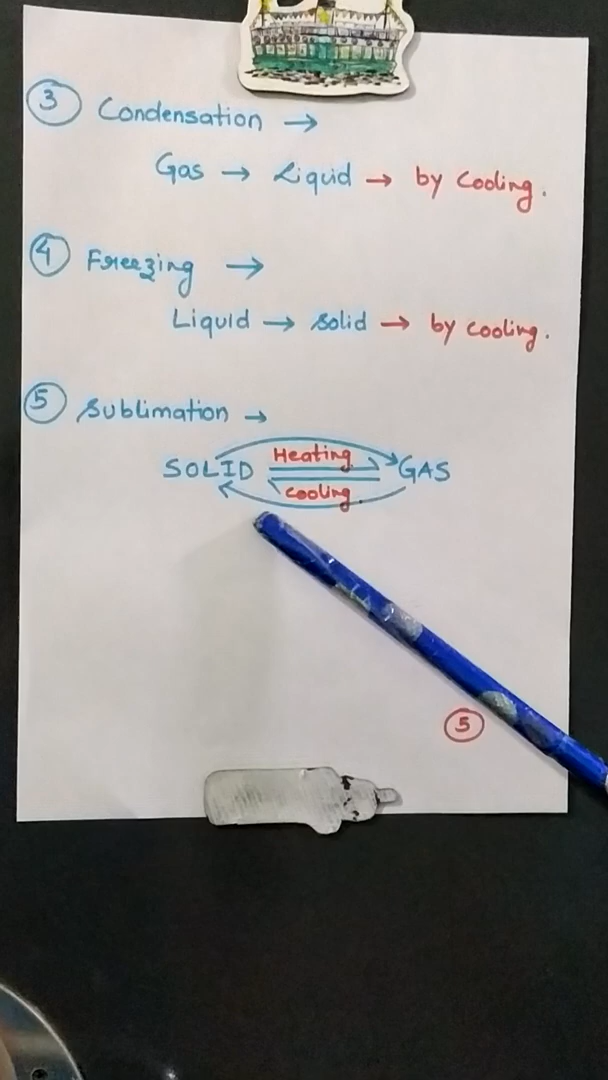 3 Condensation →
Gas → Liquid → by Cooling.
4 Freezing →
Liquid → solid → by cooling.
5 Sublimation →
Heating
SOLID GAS
cooling.
5